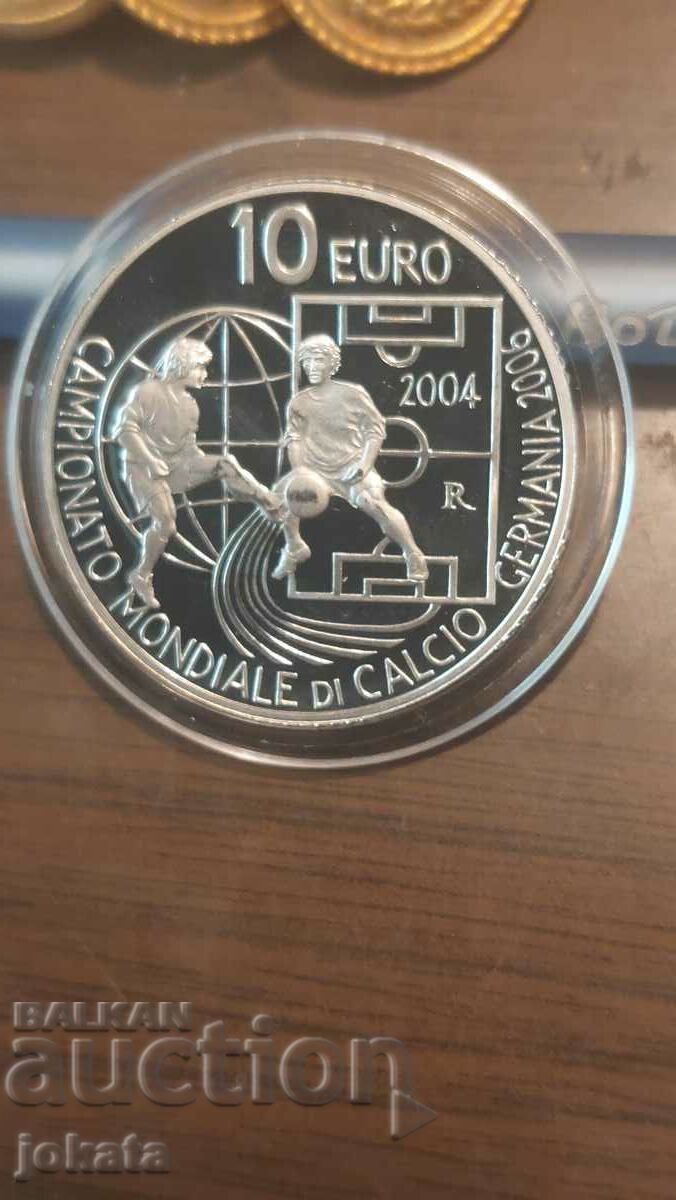 10 EURO
2004
R
CAMPIONATO MONDIALE DI CALCIO GERMANIA 2006
BALKAN
auction
jokata